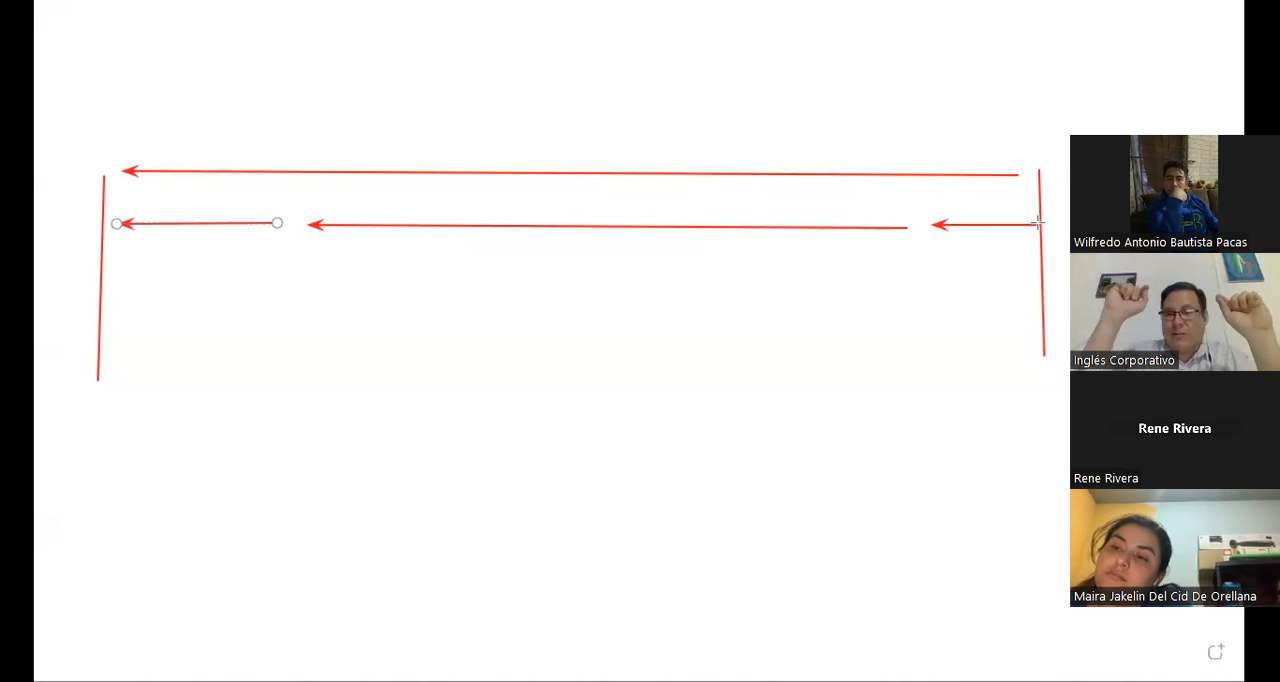 Wilfredo Antonio Bautista Pacas
Inglés Corporativo
Rene Rivera
Rene Rivera
Maira Jakelin Del Cid De Orellana